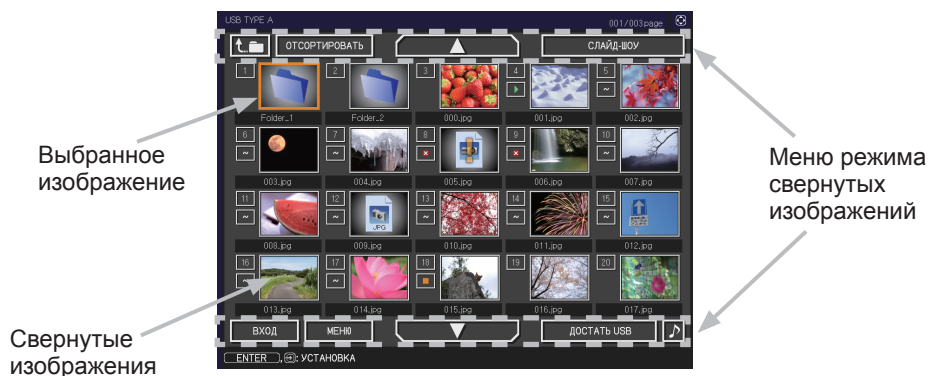 USB TYPE A
001/003page
ОТСОРТИРОВАТЬ
СЛАЙД-ШОУ
1 2 3 4 5
Folder_1 Folder_2 000.jpg 001.jpg 002.jpg
6 7 8 9 10
003.jpg 004.jpg 005.jpg 006.jpg 007.jpg
11 12 13 14 15
JPG
008.jpg 009.jpg 010.jpg 011.jpg 012.jpg
16 17 18 19 20
013.jpg 014.jpg 015.jpg 016.jpg 017.jpg
ВХОД
МЕНЮ
ДОСТАТЬ USB
ENTER , : УСТАНОВКА
Выбранное
изображение
Свернутые
изображения
Меню режима
свернутых
изображений